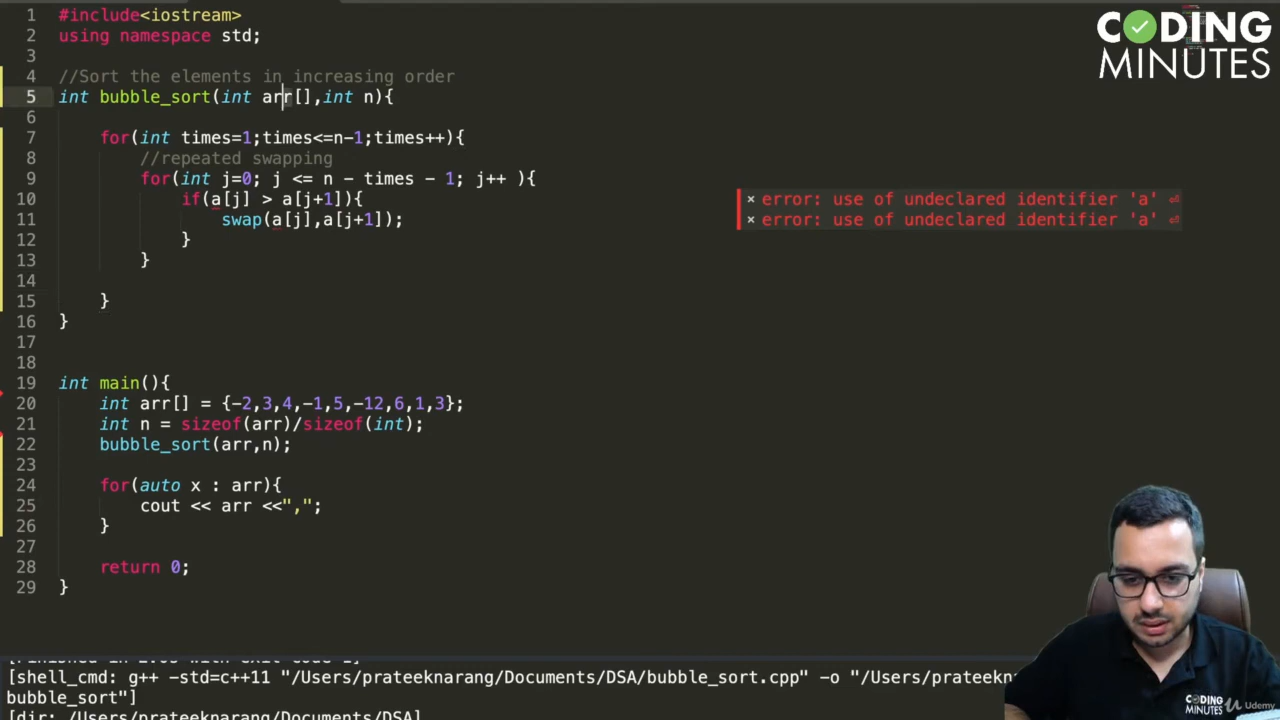 CODING
MINUTES
1 #include<iostream>
2 using namespace std;
3
4 //Sort the elements in increasing order
5 int bubble_sort(int arr[],int n){
6
7 for(int times=1;times<=n-1;times++){
8 //repeated swapping
9 for(int j=0; j <= n - times - 1; j++ ){
10 if(a[j] > a[j+1]){
× error: use of undeclared identifier 'a' ⏎
11 swap(a[j],a[j+1]);
× error: use of undeclared identifier 'a' ⏎
12 }
13 }
14
15 }
16 }
17
18
19 int main(){
20 int arr[] = {-2,3,4,-1,5,-12,6,1,3};
21 int n = sizeof(arr)/sizeof(int);
22 bubble_sort(arr,n);
23
24 for(auto x : arr){
25 cout << arr <<",";
26 }
27
28 return 0;
29 }
[shell_cmd: g++ -std=c++11 "/Users/prateeknarang/Documents/DSA/bubble_sort.cpp" -o "/Users/prateekn
bubble_sort"]
[dir: /Users/prateeknarang/Documents/DSA]
CODING
MINUTES
Udemy